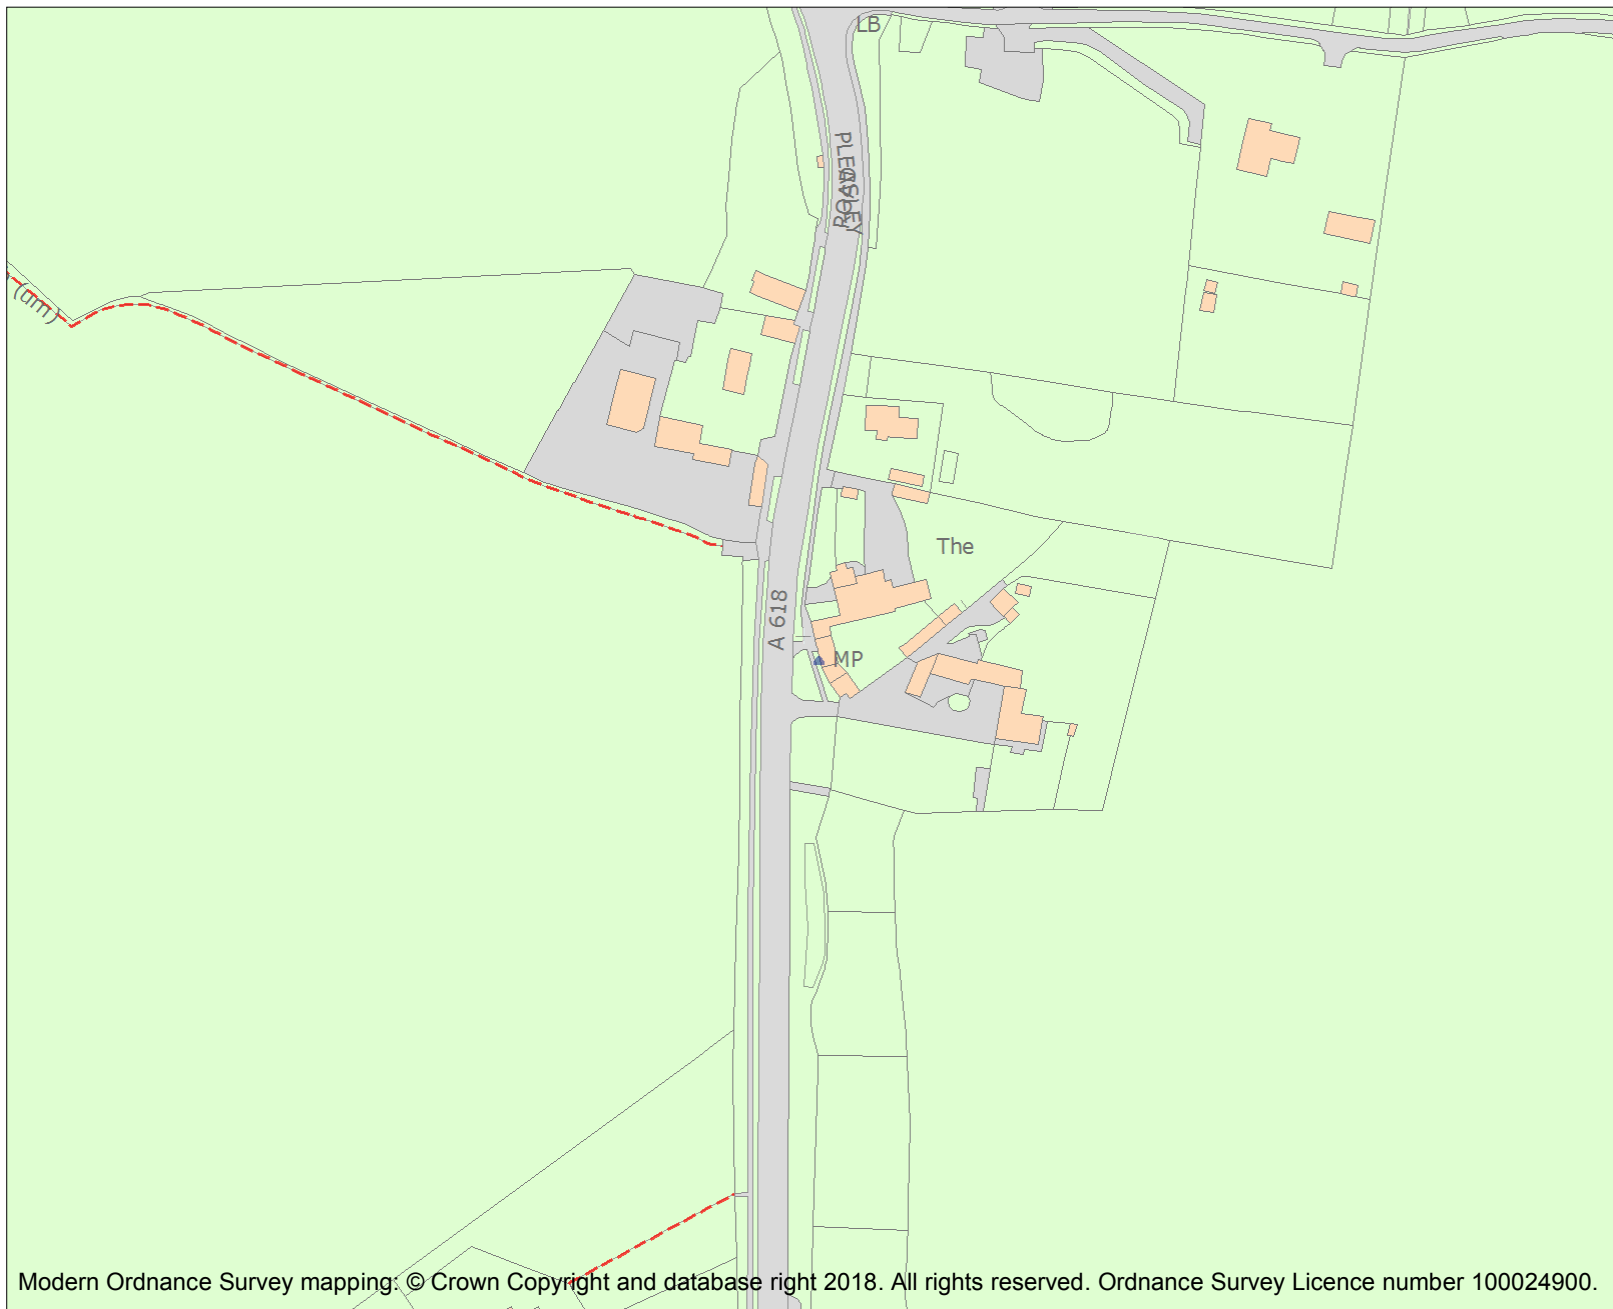 LB
PLEASLEY
ROAD
(um)
The
A 618
MP
Modern Ordnance Survey mapping: © Crown Copyright and database right 2018. All rights reserved. Ordnance Survey Licence number 100024900.